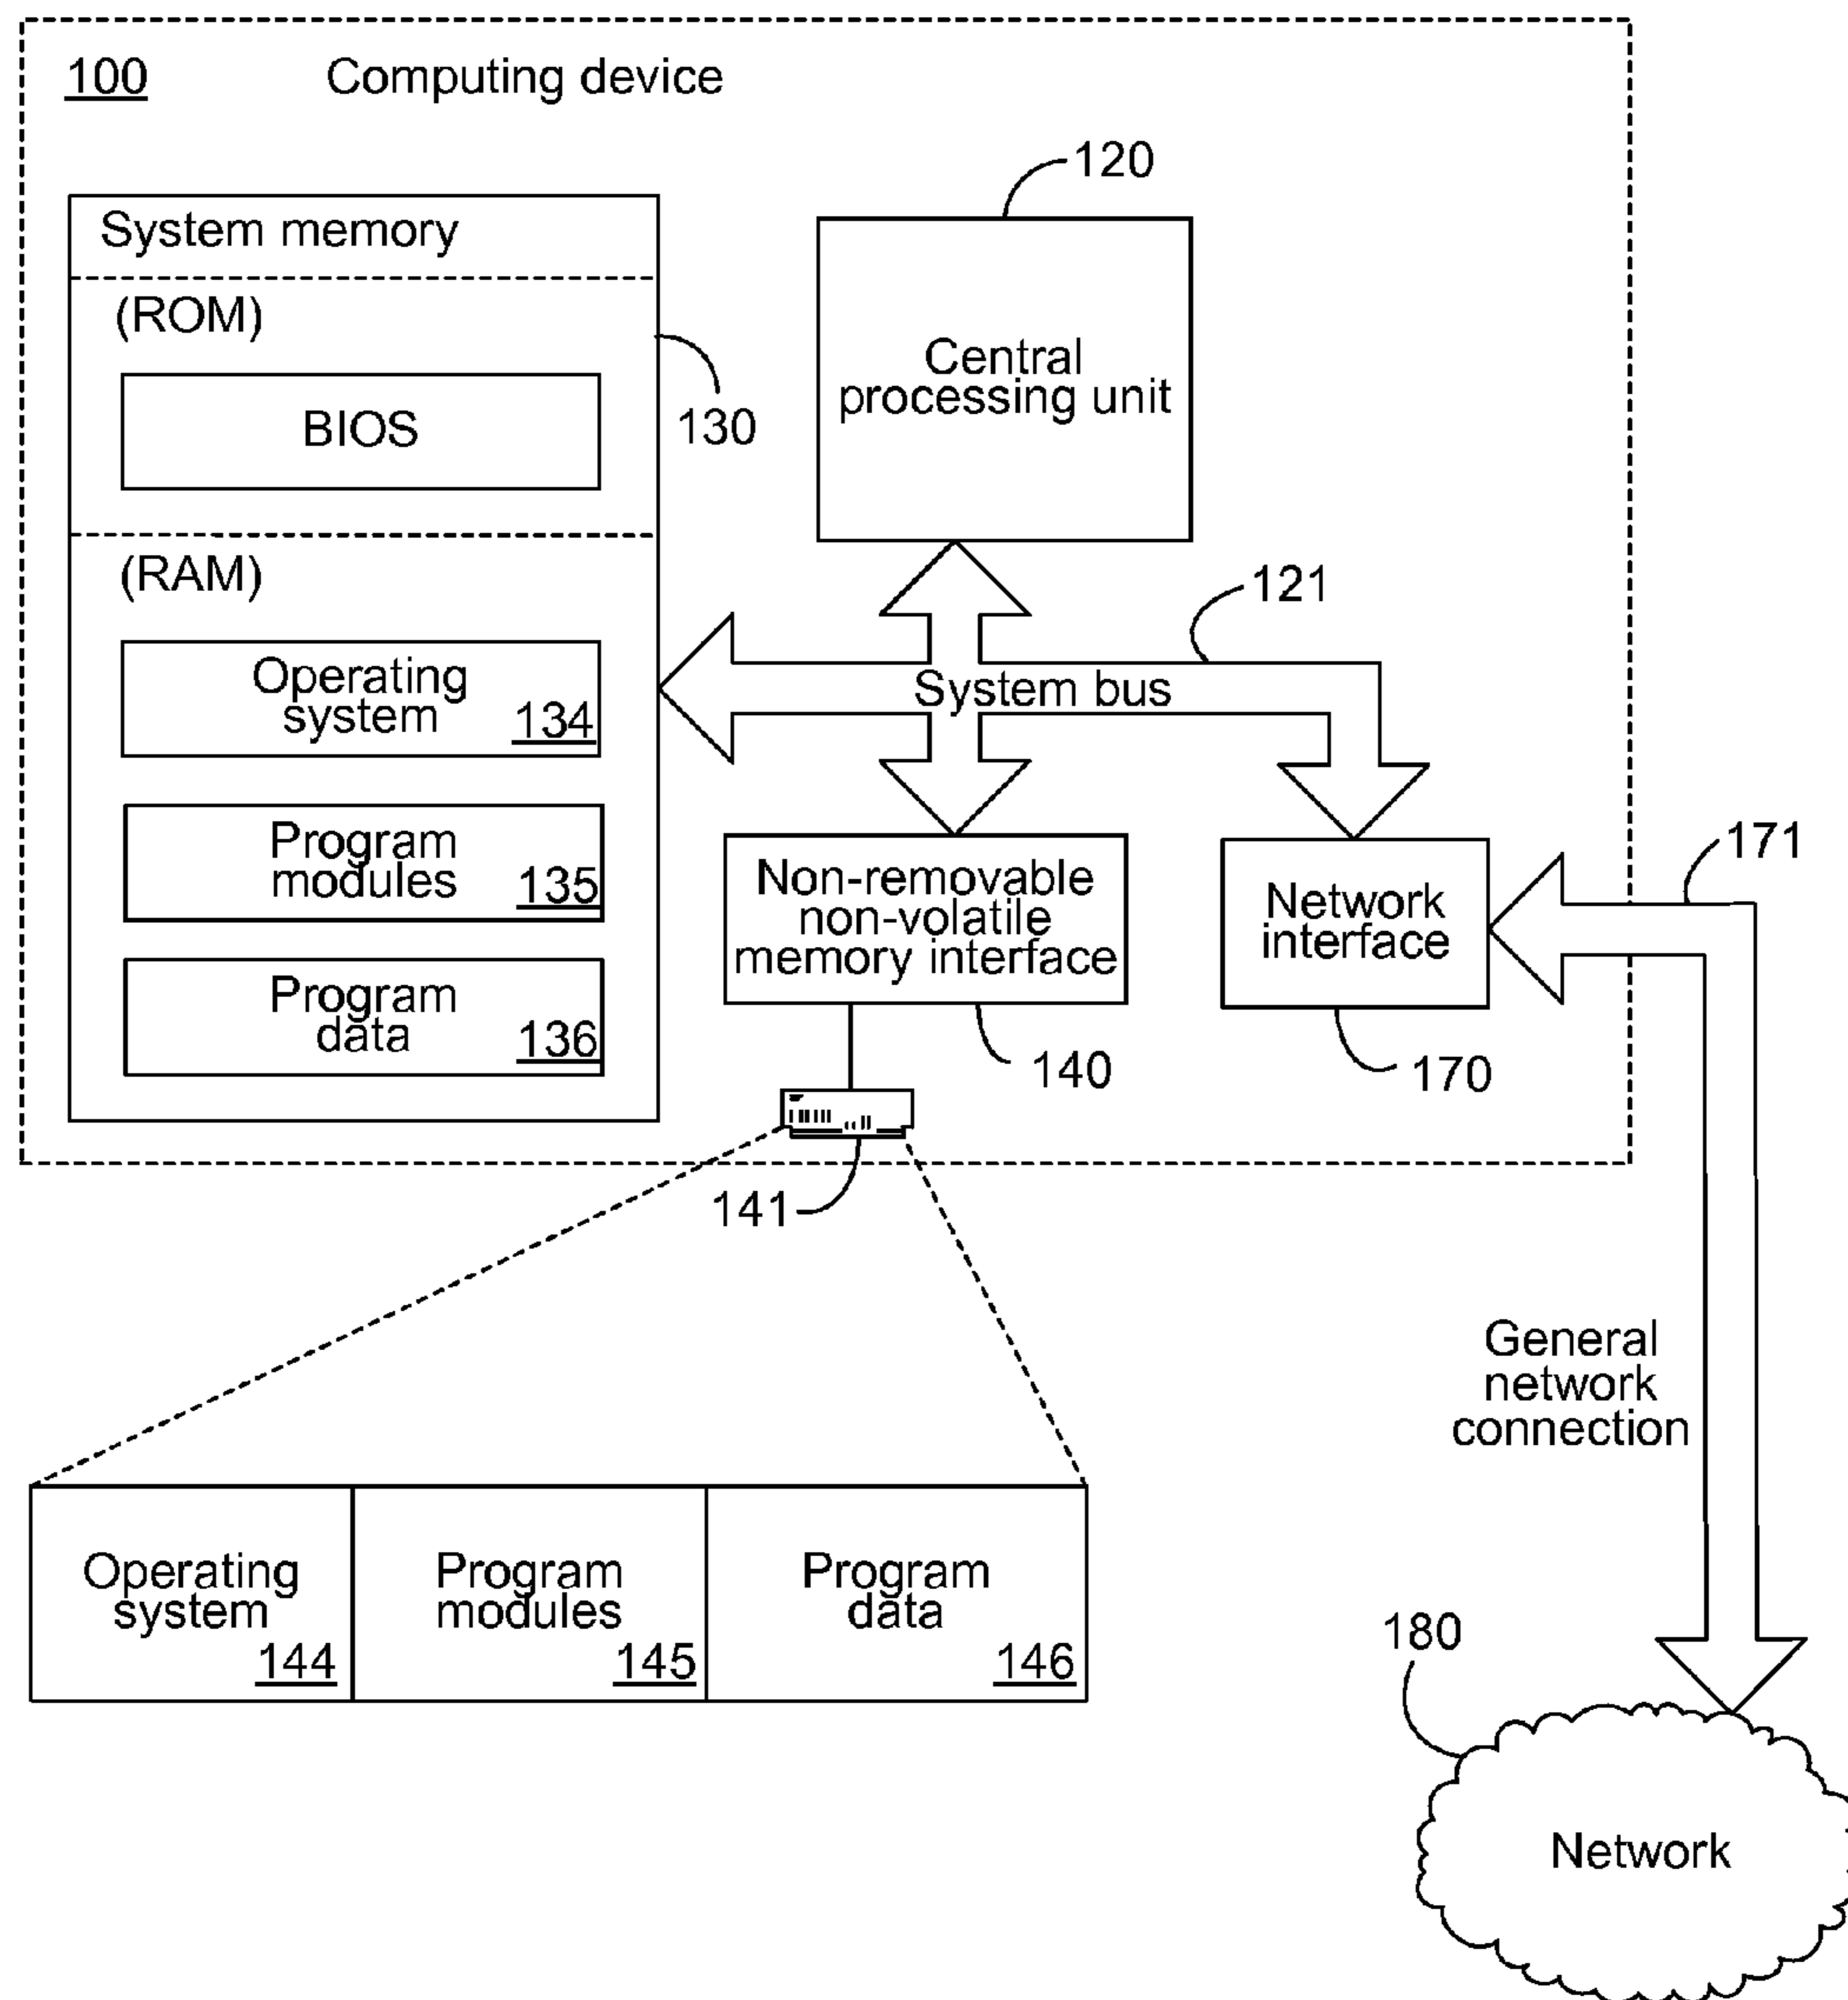 100 Computing device
120
System memory
(ROM)
BIOS
130
Central
processing unit
(RAM)
121
Operating
system 134
System bus
Program
modules 135
Non-removable
non-volatile
memory interface
Network
interface
171
Program
data 136
140
170
141
General
network
connection
Operating
system
144
Program
modules
145
Program
data
146
180
Network